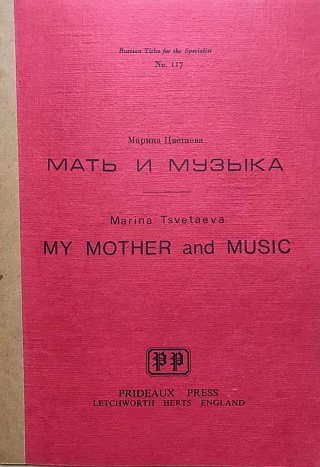 Russian Titles for the Specialist
No. 117
Марина Цветаева
МАТЬ И МУЗЫКА
Marina Tsvetaeva
MY MOTHER and MUSIC
PP
PRIDEAUX PRESS
LETCHWORTH HERTS ENGLAND